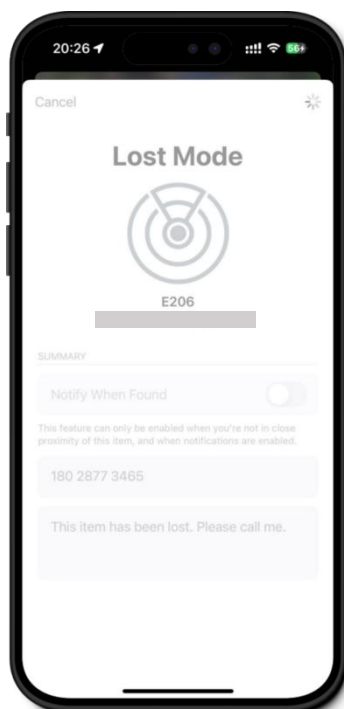 20:26
56
Cancel
Lost Mode
E206
SUMMARY
Notify When Found
This feature can only be enabled when you're not in close
proximity of this item, and when notifications are enabled.
180 2877 3465
This item has been lost. Please call me.